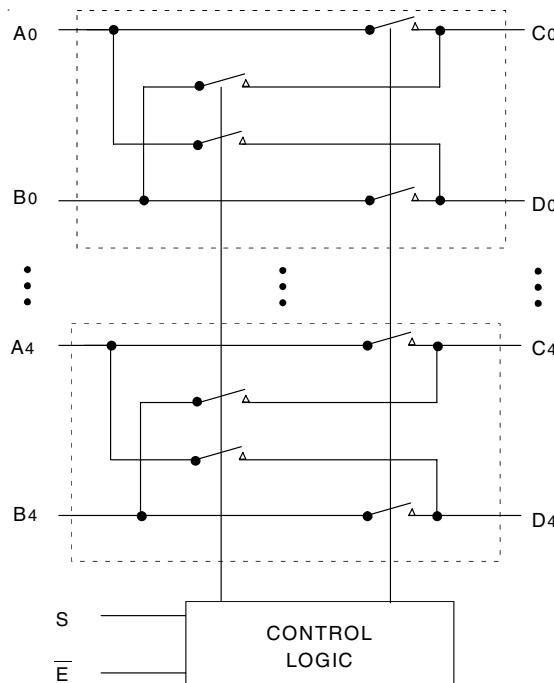 A0 C0
B0 D0
A4 C4
B4 D4
S
CONTROL
LOGIC
E̅